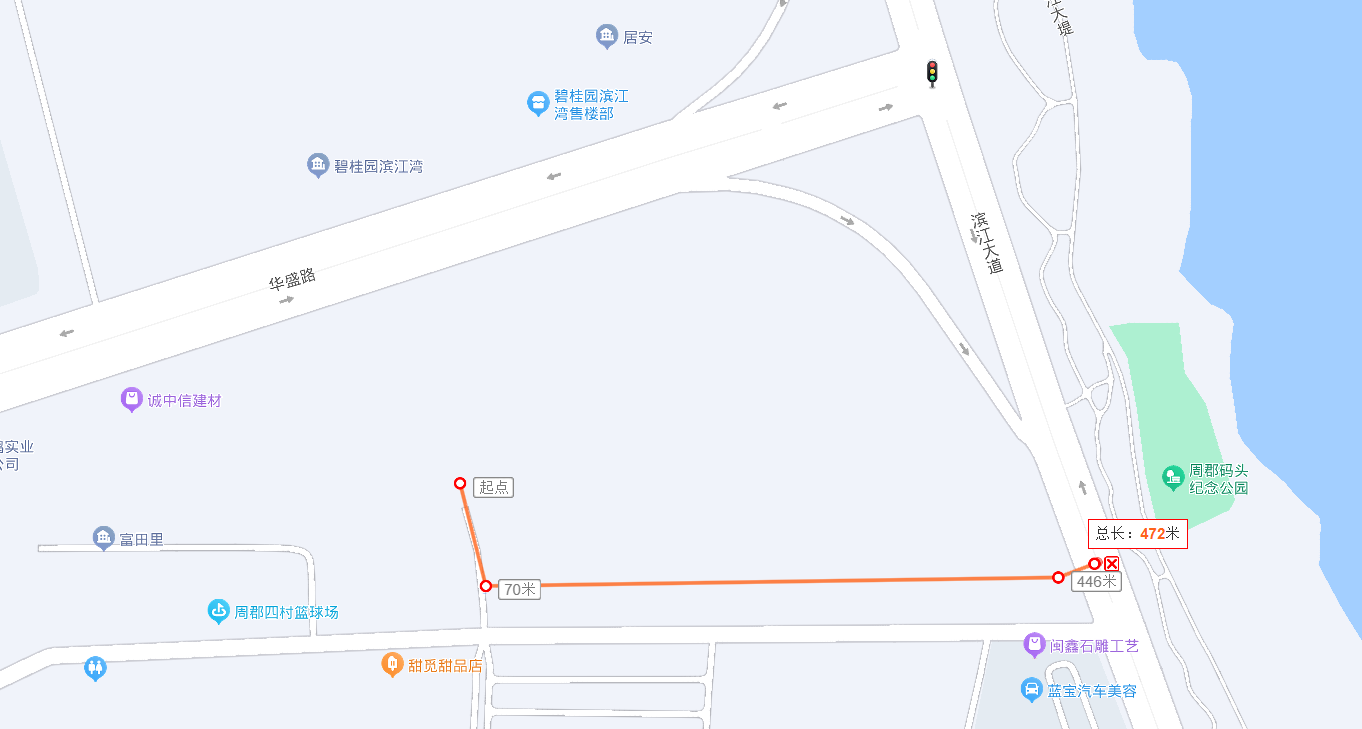 江大堤
居安
碧桂园滨江
湾售楼部
碧桂园滨江湾
滨江大道
华盛路
诚中信建材
实业
公司
周郡码头
纪念公园
起点
总长：472米
富田里
446米
70米
周郡四村篮球场
闽鑫石雕工艺
甜觅甜品店
蓝宝汽车美容